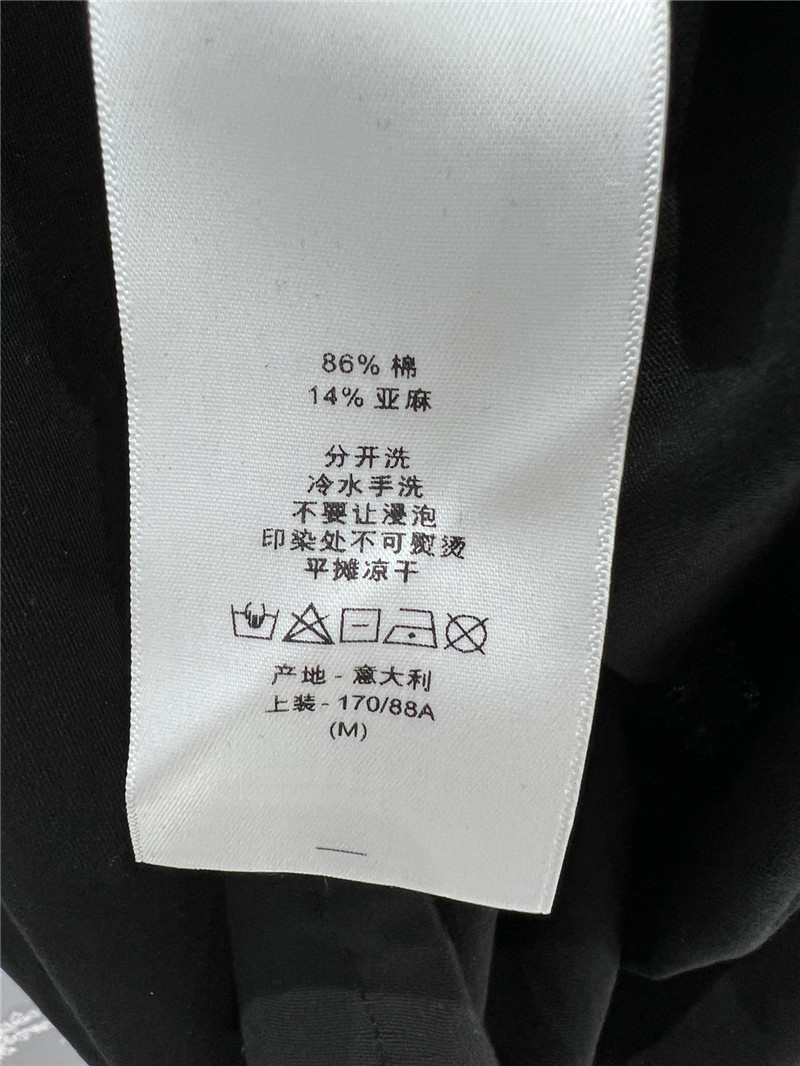 86% 棉
14% 亚麻
分开洗
冷水手洗
不要让浸泡
印染处不可熨烫
平摊凉干
产地 - 意大利
上装 - 170/88A
(M)